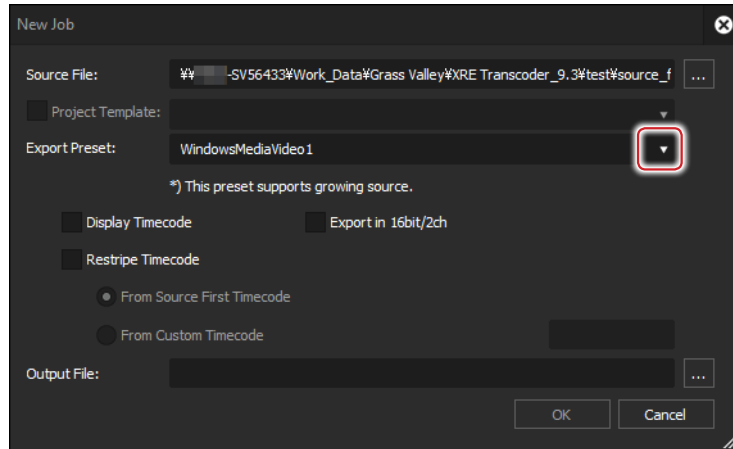 New Job
Source File: ¥¥ -SV56433¥Work_Data¥Grass Valley¥XRE Transcoder_9.3¥test¥source_f ...
Project Template:
Export Preset: WindowsMediaVideo1
*) This preset supports growing source.
Display Timecode Export in 16bit/2ch
Restripe Timecode
From Source First Timecode
From Custom Timecode
Output File: ...
OK Cancel